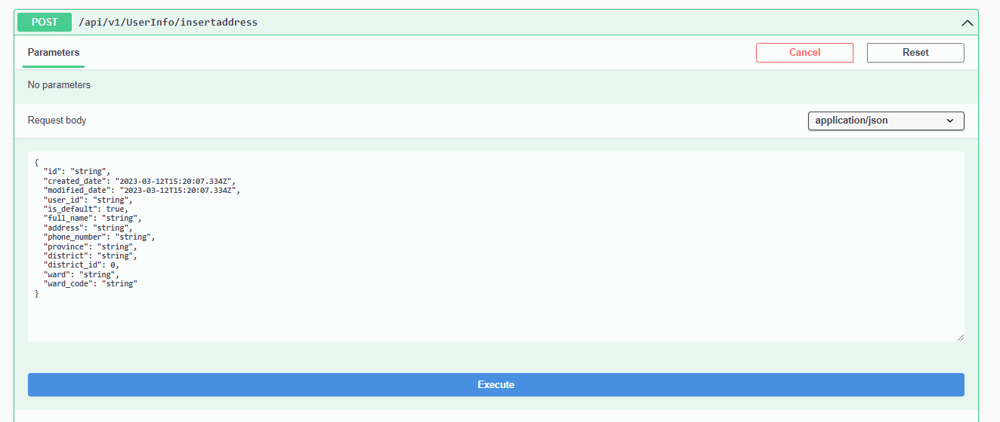 POST /api/v1/UserInfo/insertaddress
Parameters
Cancel
Reset
No parameters
Request body
application/json
{
  "id": "string",
  "created_date": "2023-03-12T15:20:07.334Z",
  "modified_date": "2023-03-12T15:20:07.334Z",
  "user_id": "string",
  "is_default": true,
  "full_name": "string",
  "address": "string",
  "phone_number": "string",
  "province": "string",
  "district": "string",
  "district_id": 0,
  "ward": "string",
  "ward_code": "string"
}
Execute